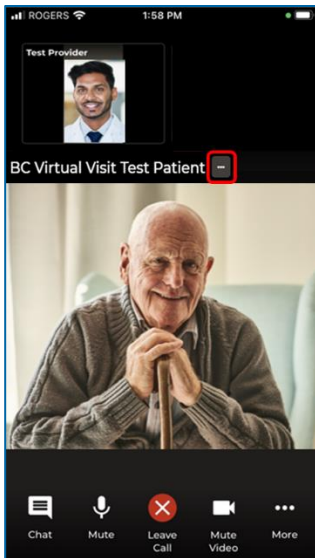 ROGERS 1:58 PM
Test Provider
BC Virtual Visit Test Patient
Chat Mute Leave Call Mute Video More